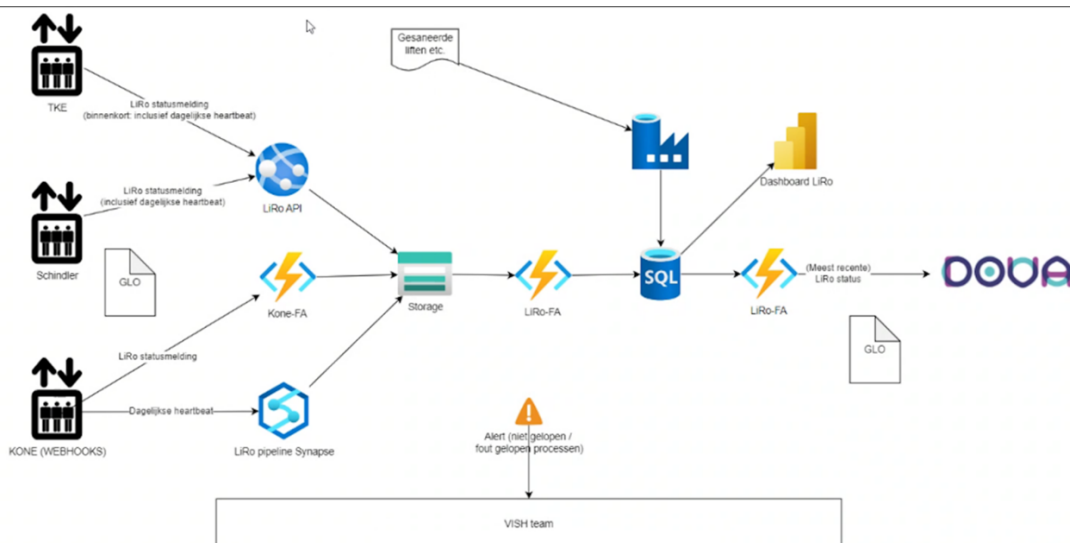 Gesaneerde
liften etc.
TKE
LiRo statusmelding
(binnenkort: inclusief dagelijkse heartbeat)
LiRo statusmelding
(inclusief dagelijkse heartbeat)
LiRo API
Dashboard LiRo
Schindler
GLO
Kone-FA
Storage
LiRo-FA
SQL
LiRo-FA
(Meest recente)
LiRo status
DOVA
GLO
LiRo statusmelding
Dagelijkse heartbeat
KONE (WEBHOOKS)
LiRo pipeline Synapse
Alert (niet gelopen /
fout gelopen processen)
VISH team